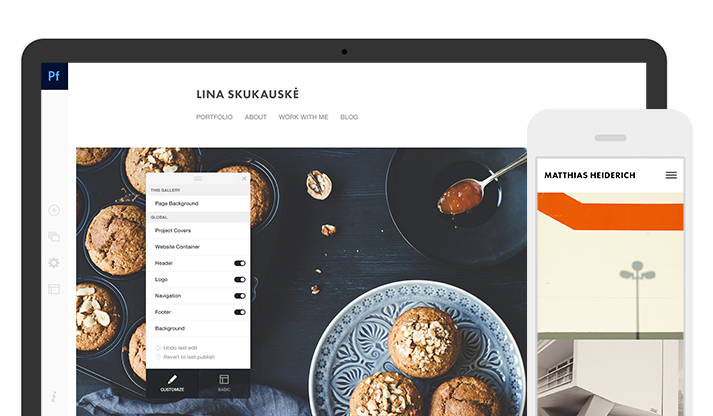 Pf
LINA SKUKAUSKĖ
PORTFOLIO ABOUT WORK WITH ME BLOG
THIS GALLERY
Page Background
GLOBAL
Project Covers
Website Container
Header
Logo
Navigation
Footer
Background
Undo last edit
Revert to last publish
CUSTOMIZE BASIC
MATTHIAS HEIDERICH